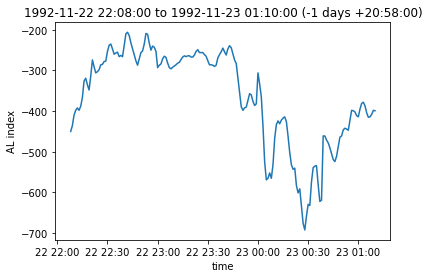 1992-11-22 22:08:00 to 1992-11-23 01:10:00 (-1 days +20:58:00)
−200
−300
−400
−500
−600
−700
AL index
22 22:00 22 22:30 22 23:00 22 23:30 23 00:00 23 00:30 23 01:00
time